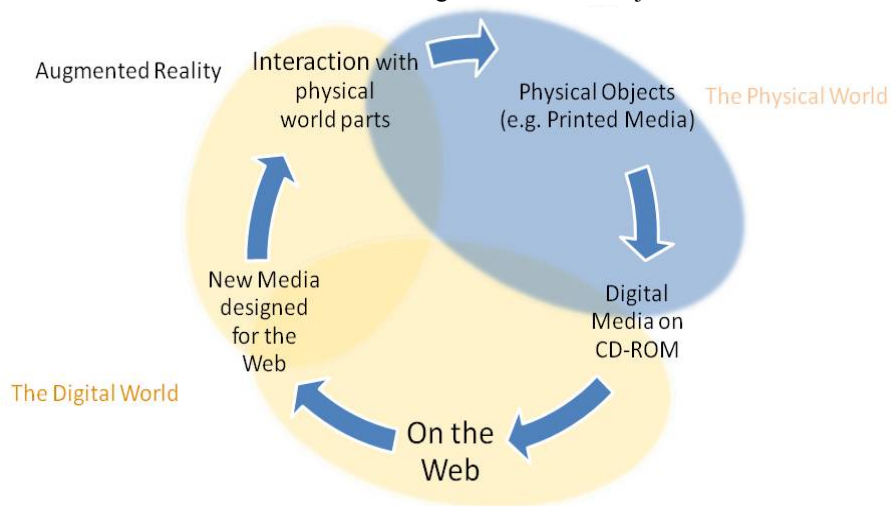 Augmented Reality
Interaction with
physical
world parts
Physical Objects
(e.g. Printed Media)
The Physical World
Digital
Media on
CD-ROM
On the
Web
New Media
designed
for the
Web
The Digital World